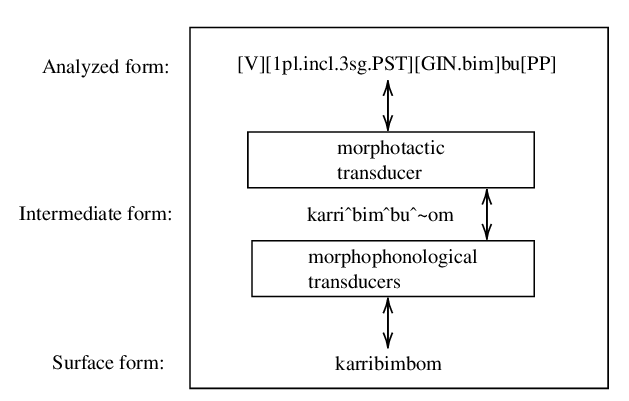 Analyzed form: [V][1pl.incl.3sg.PST][GIN.bim]bu[PP]
morphotactic
transducer
Intermediate form: karri^bim^bu^~om
morphophonological
transducers
Surface form: karribimbom